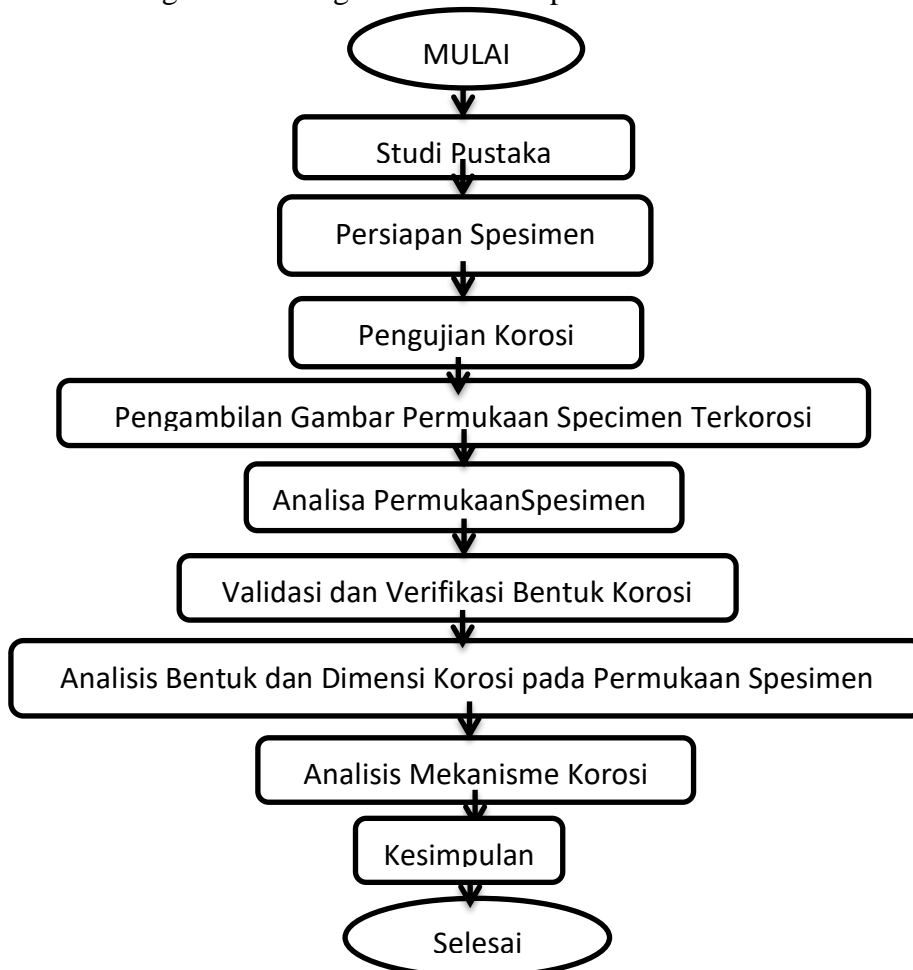 MULAI
Studi Pustaka
Persiapan Spesimen
Pengujian Korosi
Pengambilan Gambar Permukaan Specimen Terkorosi
Analisa PermukaanSpesimen
Validasi dan Verifikasi Bentuk Korosi
Analisis Bentuk dan Dimensi Korosi pada Permukaan Spesimen
Analisis Mekanisme Korosi
Kesimpulan
Selesai